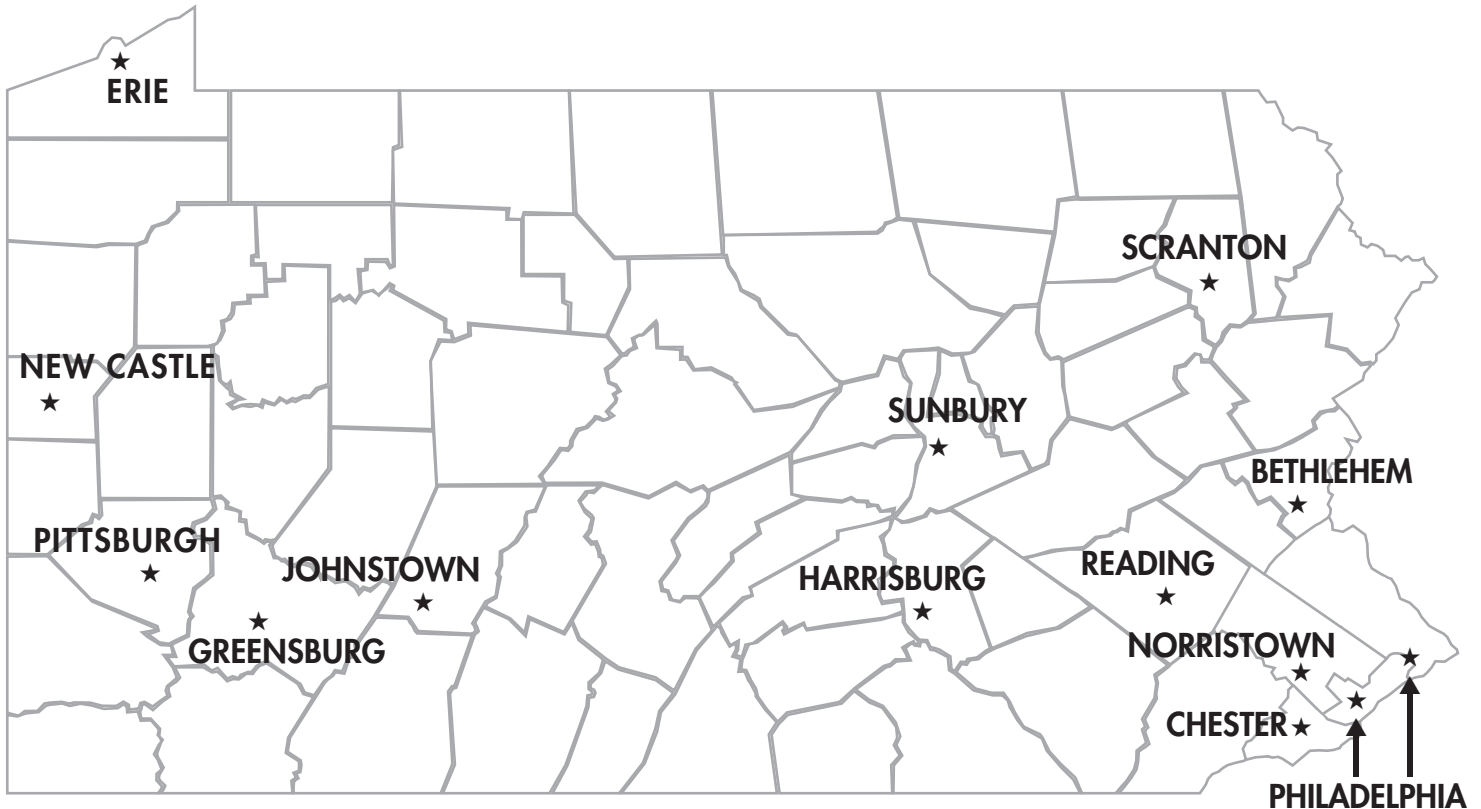 ERIE
SCRANTON
NEW CASTLE
SUNBURY
BETHLEHEM
PITTSBURGH
JOHNSTOWN
HARRISBURG
READING
GREENSBURG
NORRISTOWN
CHESTER
PHILADELPHIA